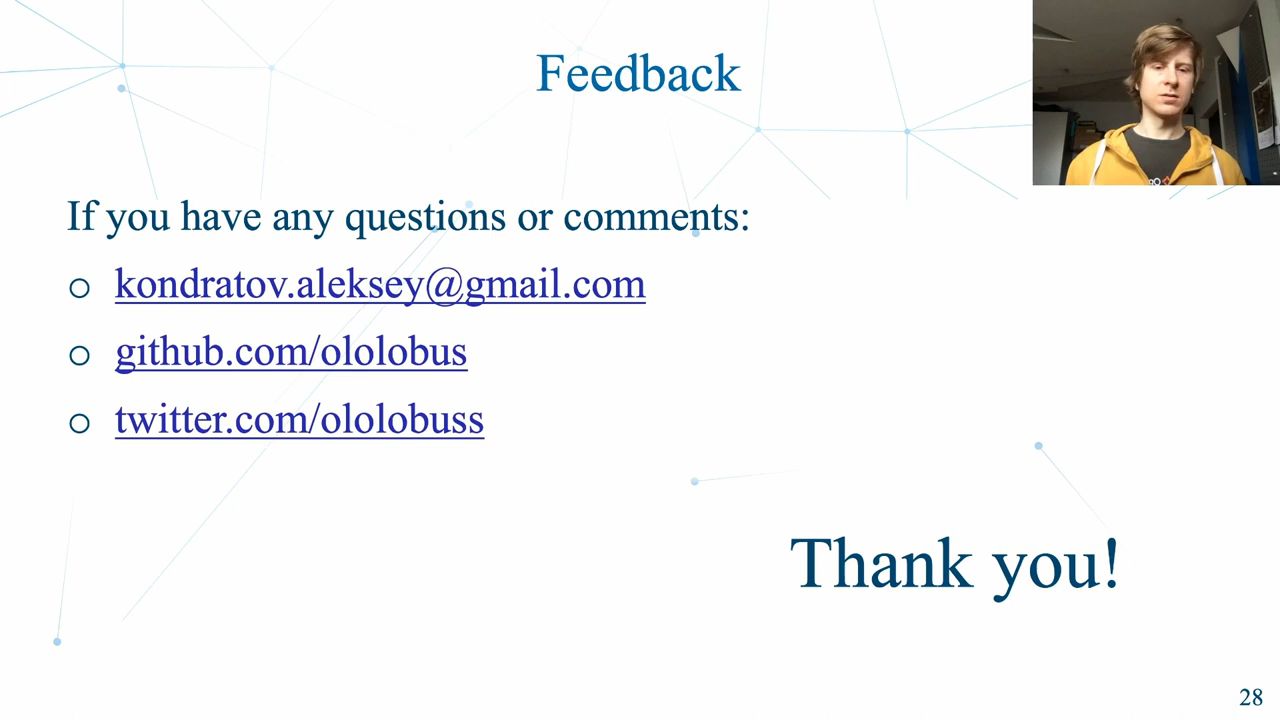 Feedback
If you have any questions or comments:
kondratov.aleksey@gmail.com
github.com/ololobus
twitter.com/ololobuss
Thank you!
28